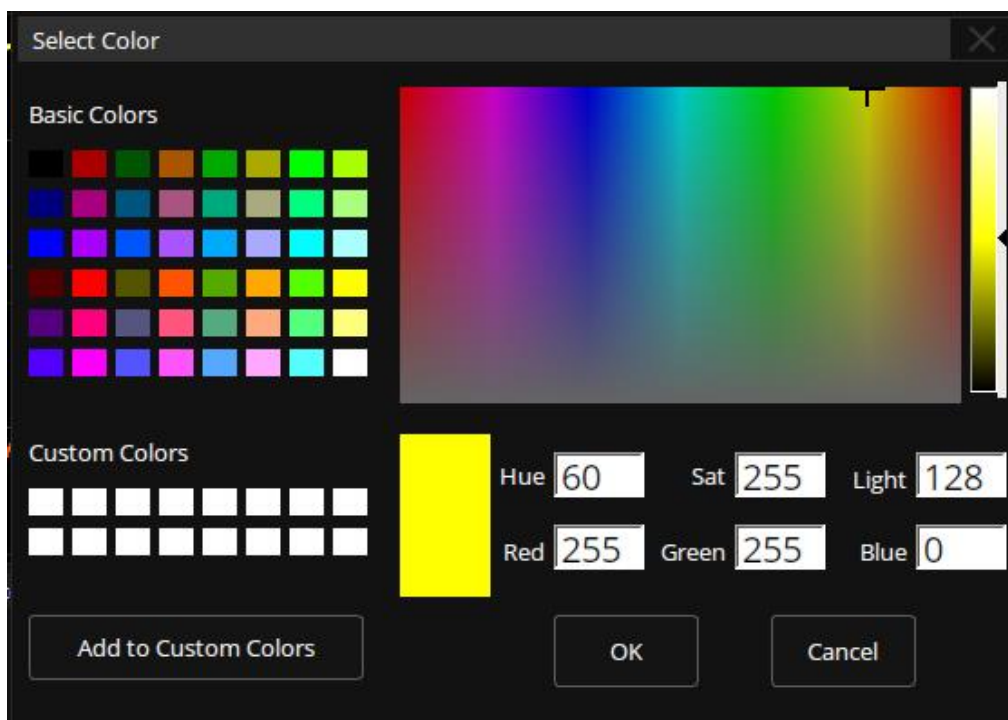 Select Color
Basic Colors
Custom Colors
Hue 60 Sat 255 Light 128
Red 255 Green 255 Blue 0
Add to Custom Colors OK Cancel